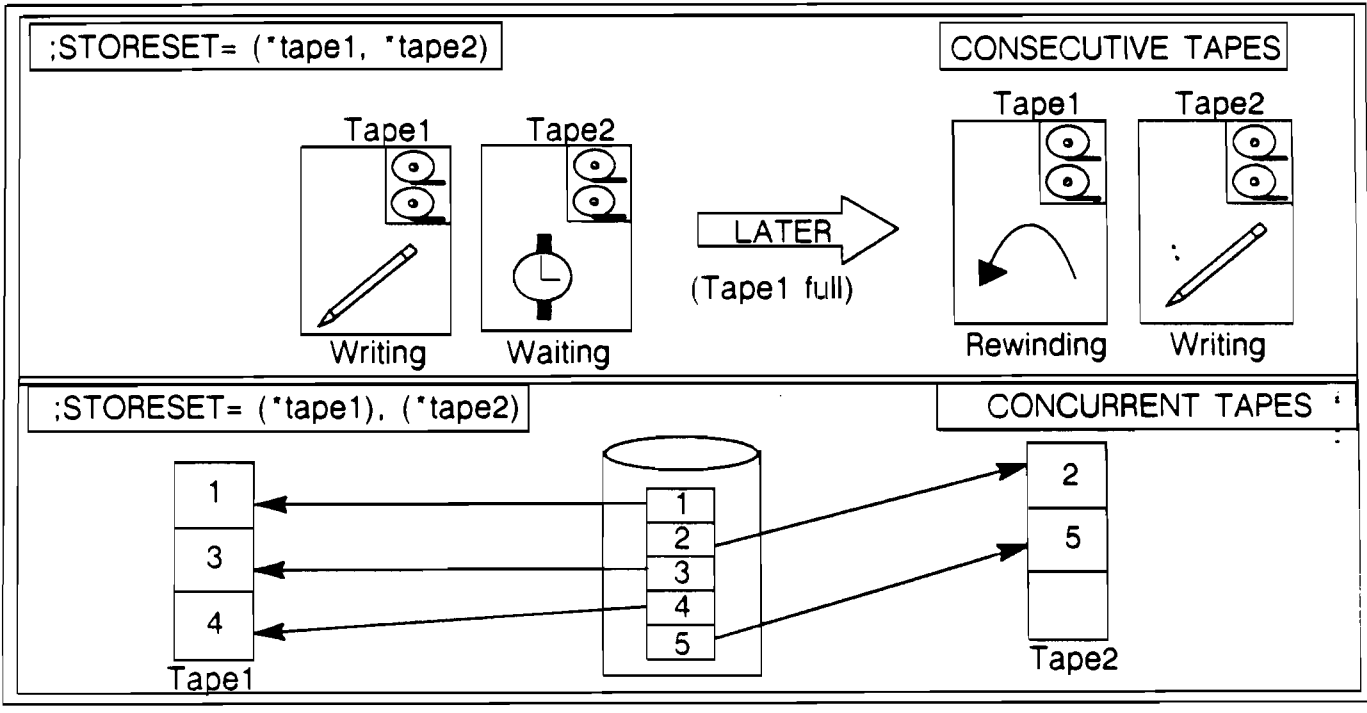 ;STORESET= (*tape1, *tape2)
CONSECUTIVE TAPES
Tape1 Tape2
Tape1 Tape2
LATER
(Tape1 full)
Writing Waiting
Rewinding Writing
;STORESET= (*tape1), (*tape2)
CONCURRENT TAPES
1
3
4
Tape1
1
2
3
4
5
2
5
Tape2